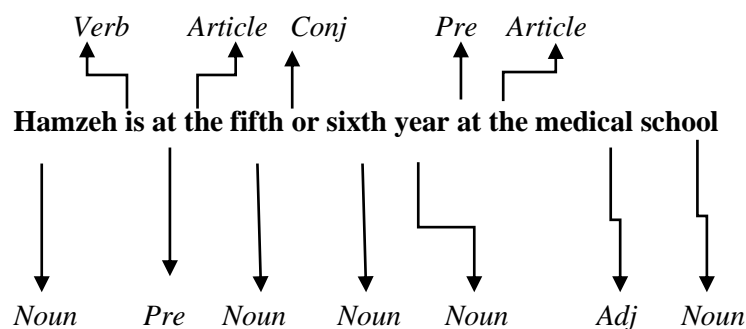 Verb Article Conj Pre Article
Hamzeh is at the fifth or sixth year at the medical school
Noun Pre Noun Noun Noun Adj Noun